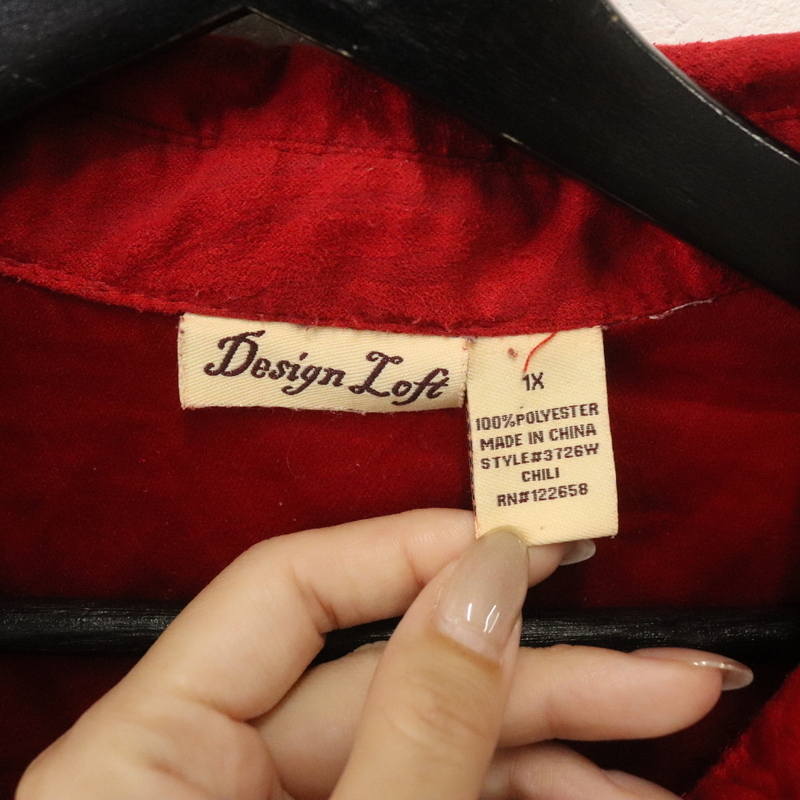 Design Loft
1X
100%POLYESTER
MADE IN CHINA
STYLE#3726W
CHILI
RN#122658